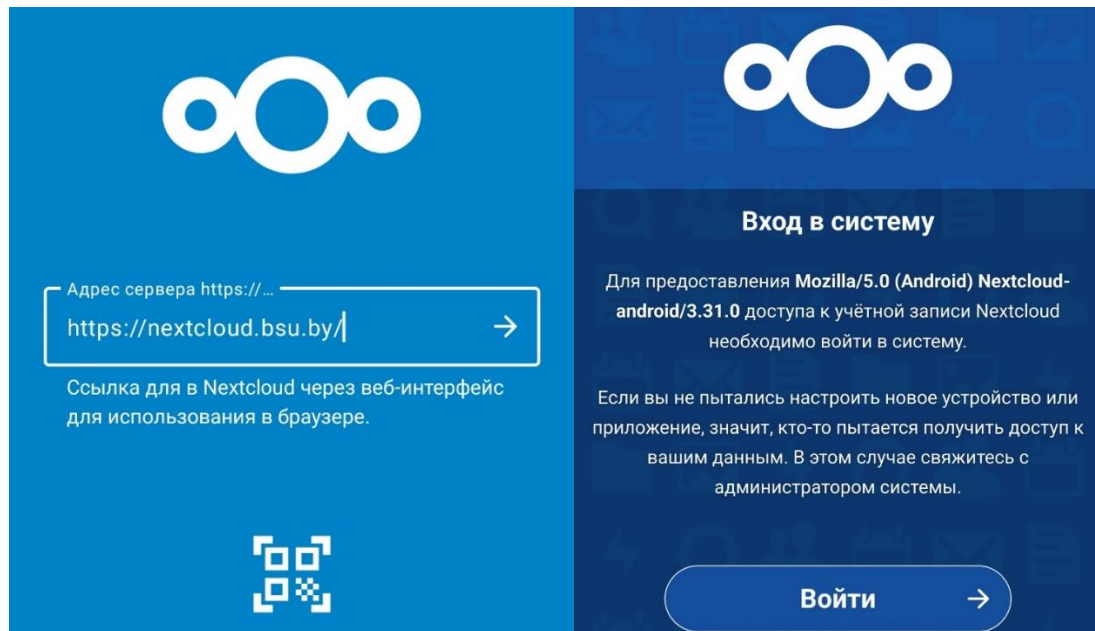 Адрес сервера https://...
https://nextcloud.bsu.by/
Ссылка для в Nextcloud через веб-интерфейс
для использования в браузере.
Вход в систему
Для предоставления Mozilla/5.0 (Android) Nextcloud-
android/3.31.0 доступа к учётной записи Nextcloud
необходимо войти в систему.
Если вы не пытались настроить новое устройство или
приложение, значит, кто-то пытается получить доступ к
вашим данным. В этом случае свяжитесь с
администратором системы.
Войти